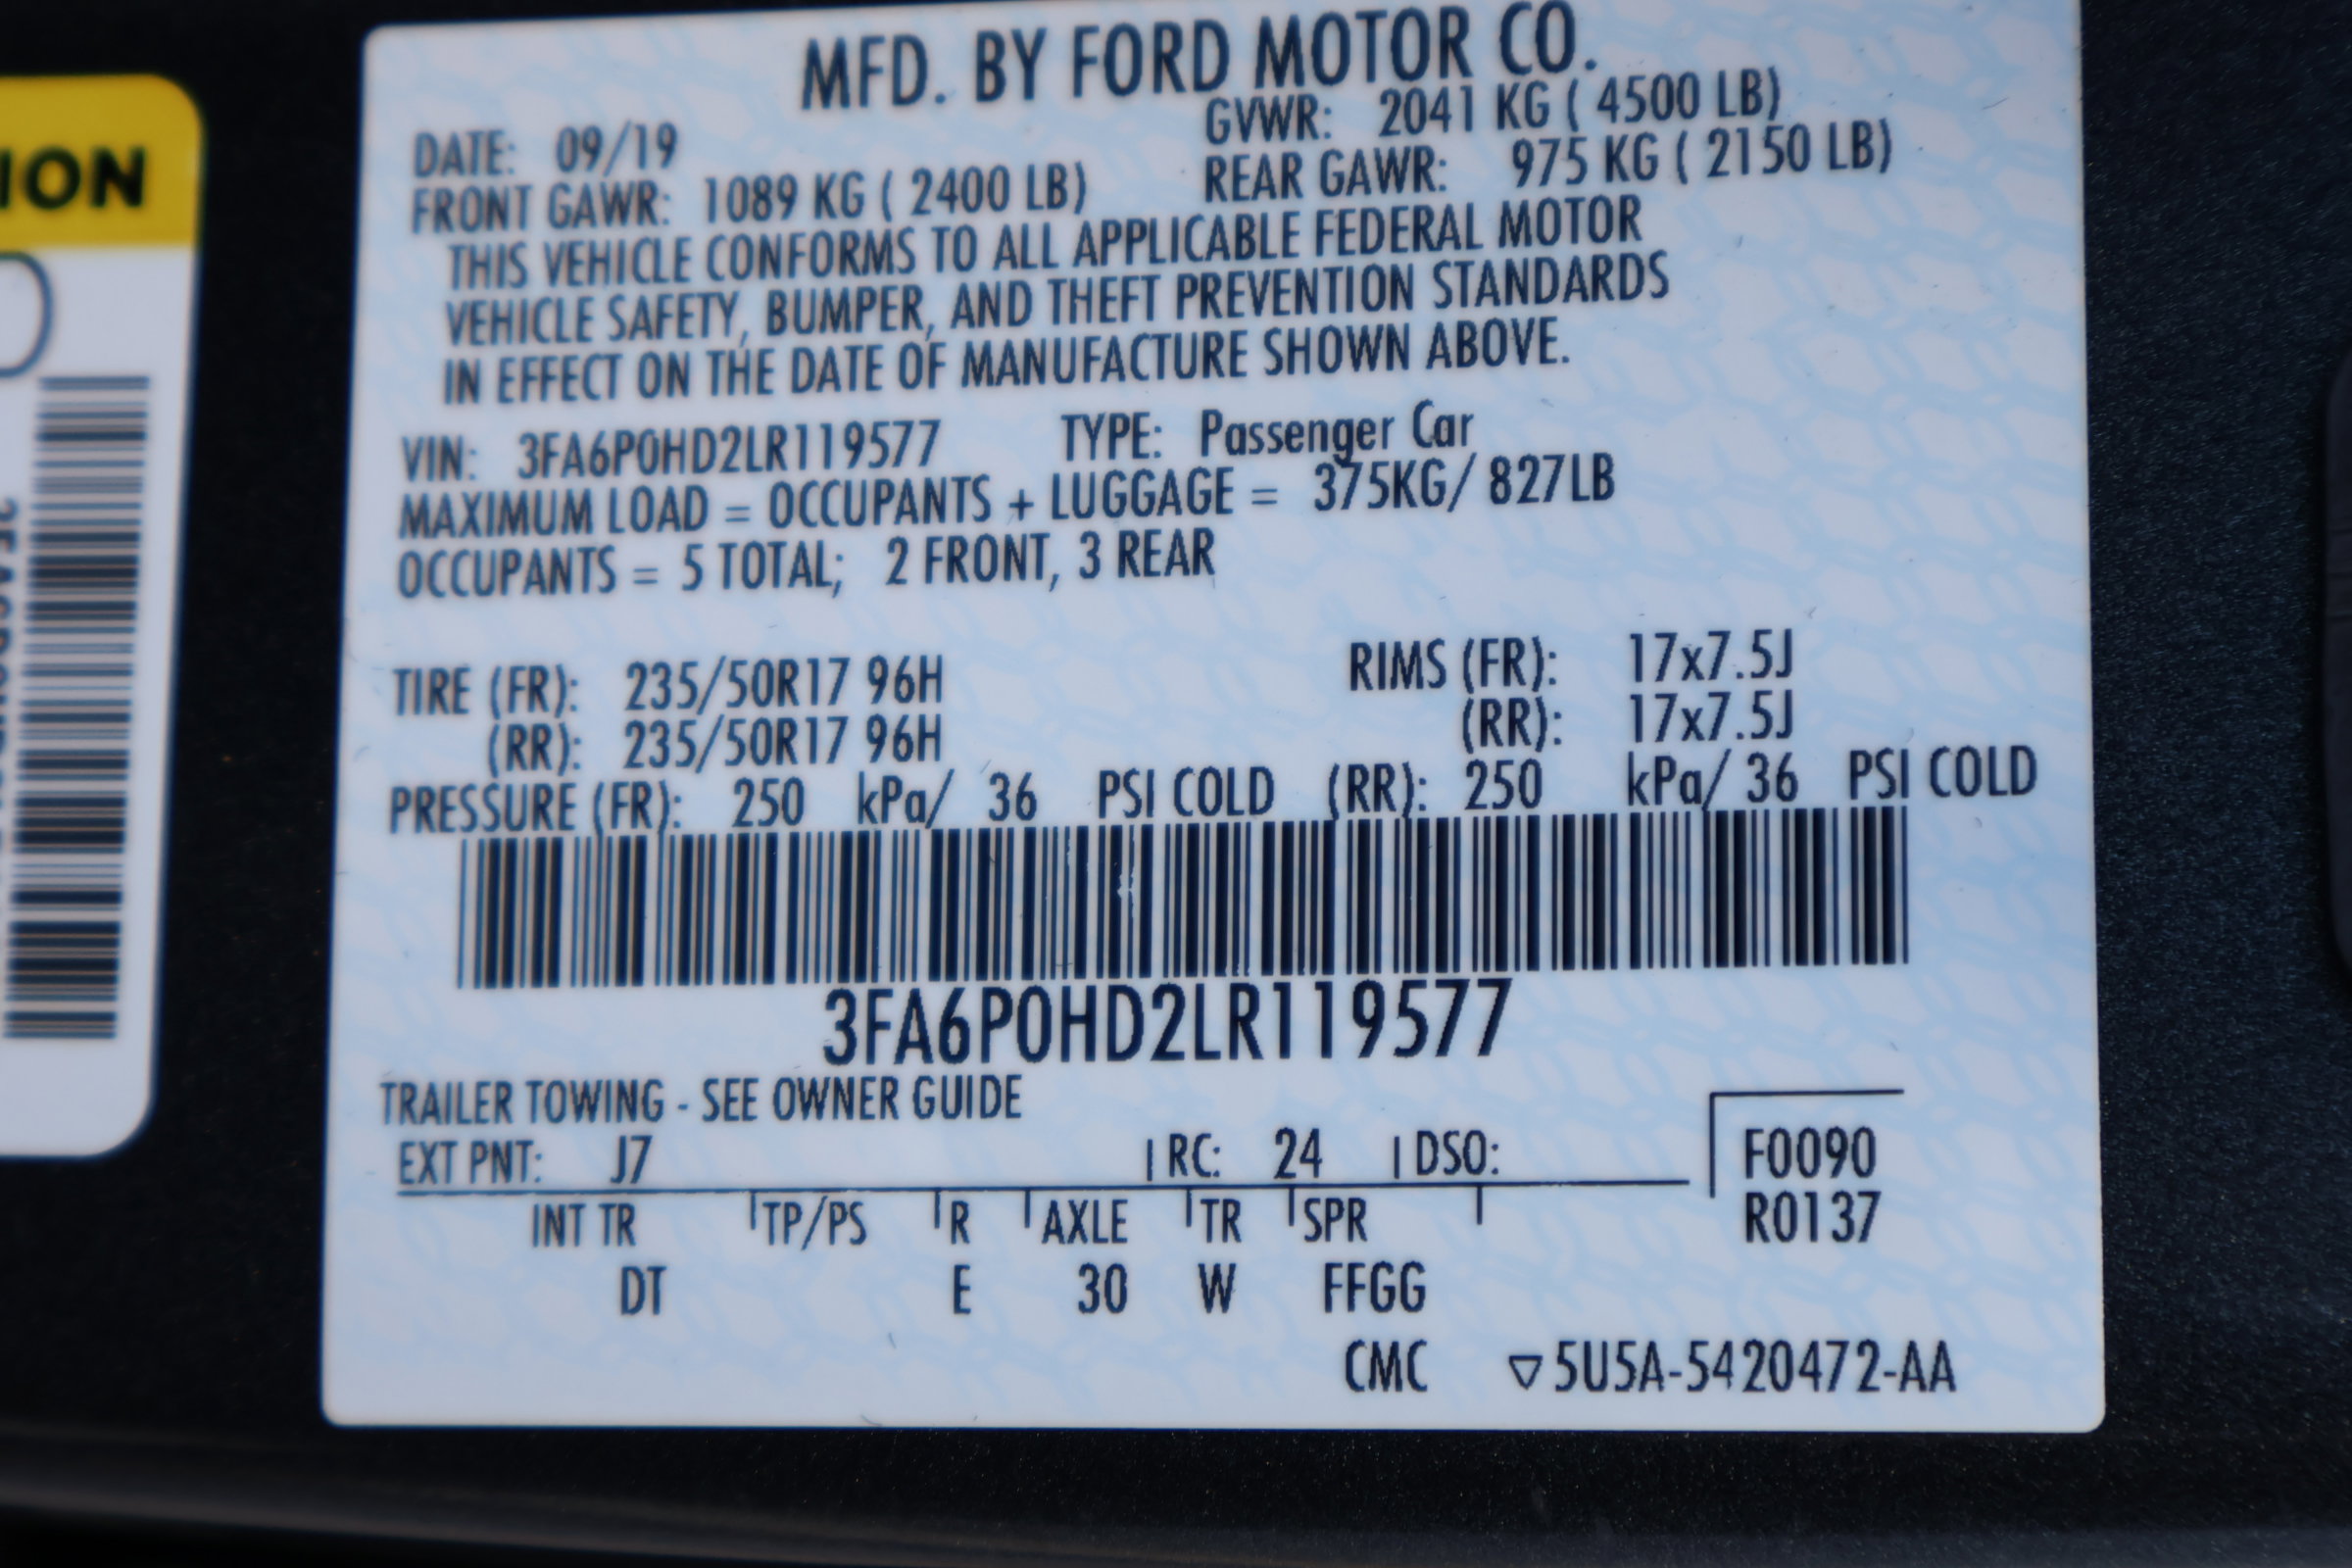 MFD. BY FORD MOTOR CO.
DATE: 09/19 GVWR: 2041 KG ( 4500 LB)
FRONT GAWR: 1089 KG ( 2400 LB) REAR GAWR: 975 KG ( 2150 LB)
THIS VEHICLE CONFORMS TO ALL APPLICABLE FEDERAL MOTOR
VEHICLE SAFETY, BUMPER, AND THEFT PREVENTION STANDARDS
IN EFFECT ON THE DATE OF MANUFACTURE SHOWN ABOVE.
VIN: 3FA6P0HD2LR119577 TYPE: Passenger Car
MAXIMUM LOAD = OCCUPANTS + LUGGAGE = 375KG/ 827LB
OCCUPANTS = 5 TOTAL; 2 FRONT, 3 REAR
TIRE (FR): 235/50R17 96H RIMS (FR): 17x7.5J
(RR): 235/50R17 96H (RR): 17x7.5J
PRESSURE (FR): 250 kPa/ 36 PSI COLD (RR): 250 kPa/ 36 PSI COLD
3FA6P0HD2LR119577
TRAILER TOWING - SEE OWNER GUIDE
EXT PNT: J7 RC: 24 DSO: F0090
INT TR TP/PS R AXLE TR SPR R0137
DT E 30 W FFGG
CMC ▽5U5A-5420472-AA
ION